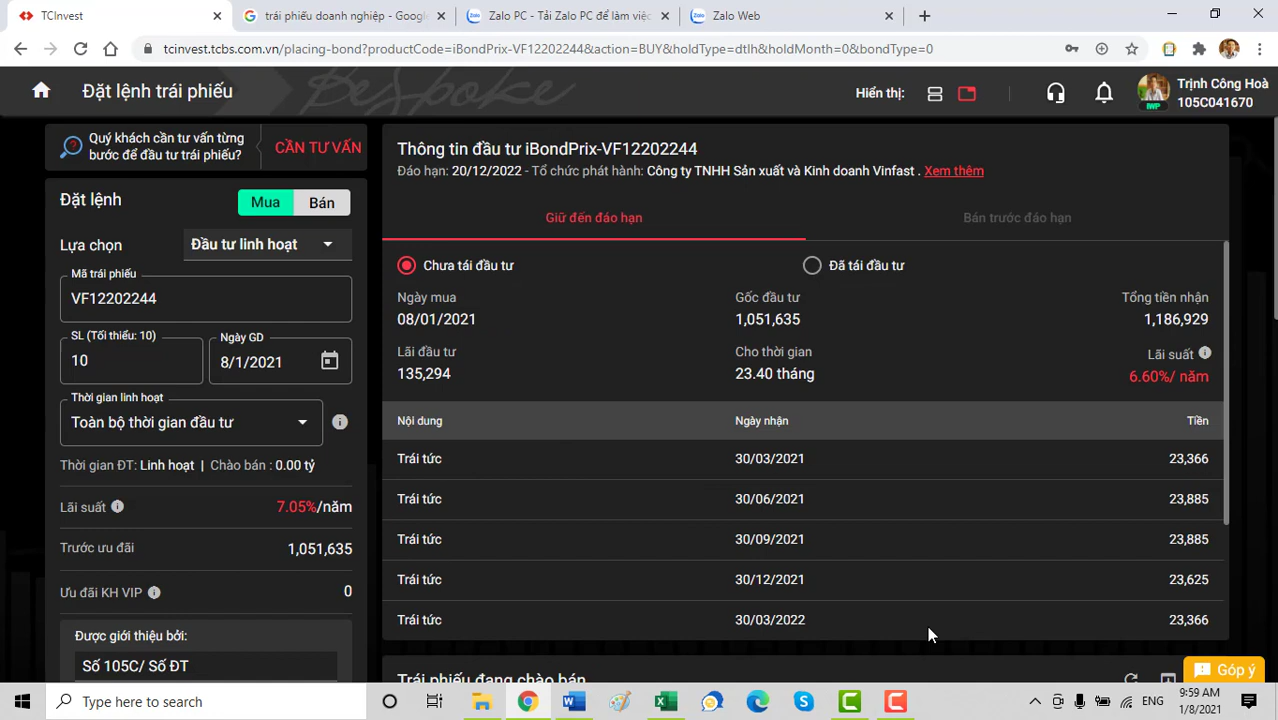 TCInvest
trái phiếu doanh nghiệp - Google
Zalo PC - Tải Zalo PC để làm việc
Zalo Web
tcinvest.tcbs.com.vn/placing-bond?productCode=iBondPrix-VF12202244&action=BUY&holdType=dtlh&holdMonth=0&bondType=0
Đặt lệnh trái phiếu
BeSpoke
Hiển thị:
Trịnh Công Hoà
105C041670
IWP
Quý khách cần tư vấn từng
bước để đầu tư trái phiếu?
CẦN TƯ VẤN
Đặt lệnh
Mua
Bán
Lựa chọn
Đầu tư linh hoạt
Mã trái phiếu
VF12202244
SL (Tối thiếu: 10)
10
Ngày GD
8/1/2021
Thời gian linh hoạt
Toàn bộ thời gian đầu tư
Thời gian ĐT: Linh hoạt | Chào bán: 0.00 tỷ
Lãi suất
7.05%/năm
Trước ưu đãi
1,051,635
Ưu đãi KH VIP
0
Được giới thiệu bởi:
Số 105C/ Số ĐT
Thông tin đầu tư iBondPrix-VF12202244
Đáo hạn: 20/12/2022 - Tổ chức phát hành: Công ty TNHH Sản xuất và Kinh doanh Vinfast . Xem thêm
Giữ đến đáo hạn
Bán trước đáo hạn
Chưa tái đầu tư
Đã tái đầu tư
Ngày mua
08/01/2021
Gốc đầu tư
1,051,635
Tổng tiền nhận
1,186,929
Lãi đầu tư
135,294
Cho thời gian
23.40 tháng
Lãi suất
6.60%/ năm
Nội dung Ngày nhận Tiền
Trái tức 30/03/2021 23,366
Trái tức 30/06/2021 23,885
Trái tức 30/09/2021 23,885
Trái tức 30/12/2021 23,625
Trái tức 30/03/2022 23,366
Trái phiếu đang chào bán
Góp ý
Type here to search
ENG
9:59 AM
1/8/2021